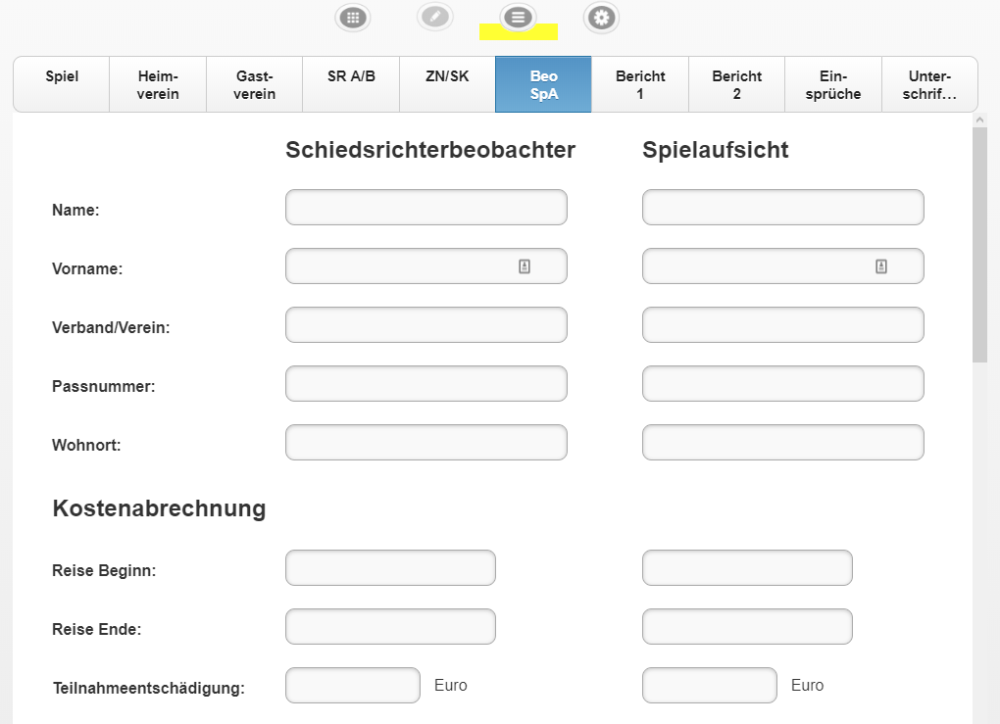 Spiel
Heim-
verein
Gast-
verein
SR A/B
ZN/SK
Beo
SpA
Bericht
1
Bericht
2
Ein-
sprüche
Unter-
schrif…
Schiedsrichterbeobachter
Spielaufsicht
Name:
Vorname:
Verband/Verein:
Passnummer:
Wohnort:
Kostenabrechnung
Reise Beginn:
Reise Ende:
Teilnahmeentschädigung:
Euro
Euro